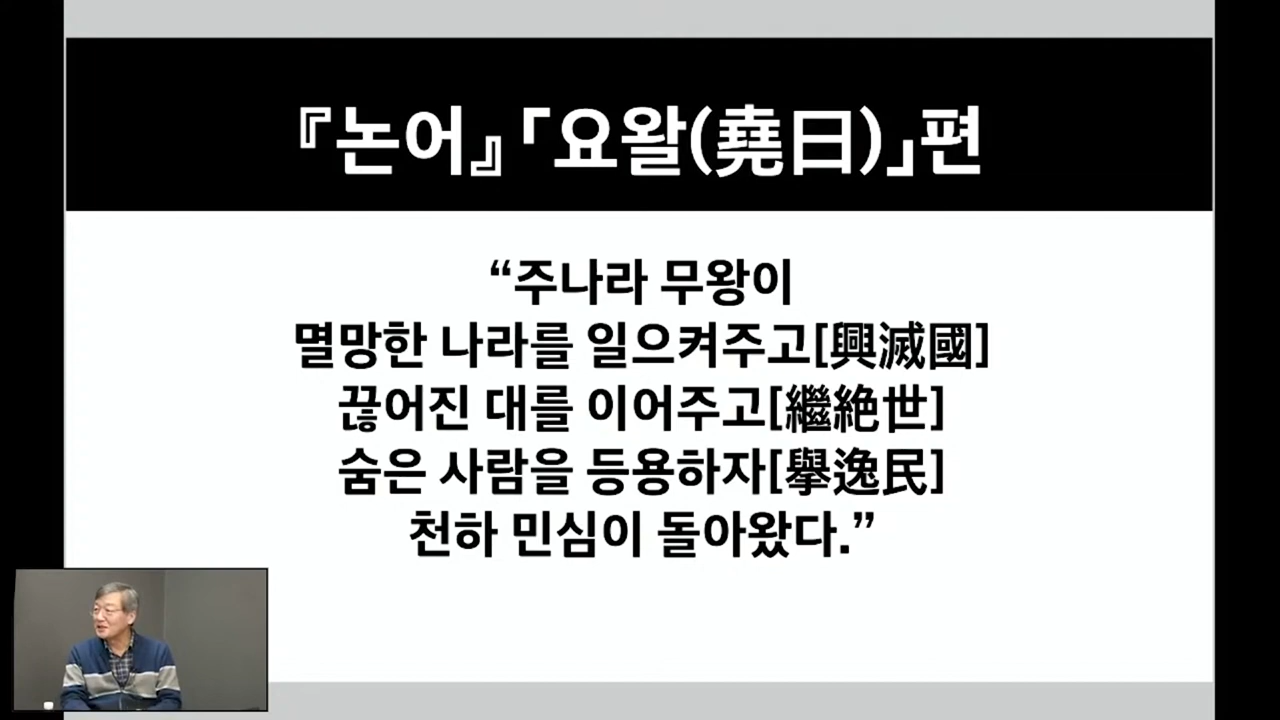 『논어』「요왈(堯日)」편
“주나라 무왕이
멸망한 나라를 일으켜주고[興滅國]
끊어진 대를 이어주고[繼絶世]
숨은 사람을 등용하자[擧逸民]
천하 민심이 돌아왔다.”